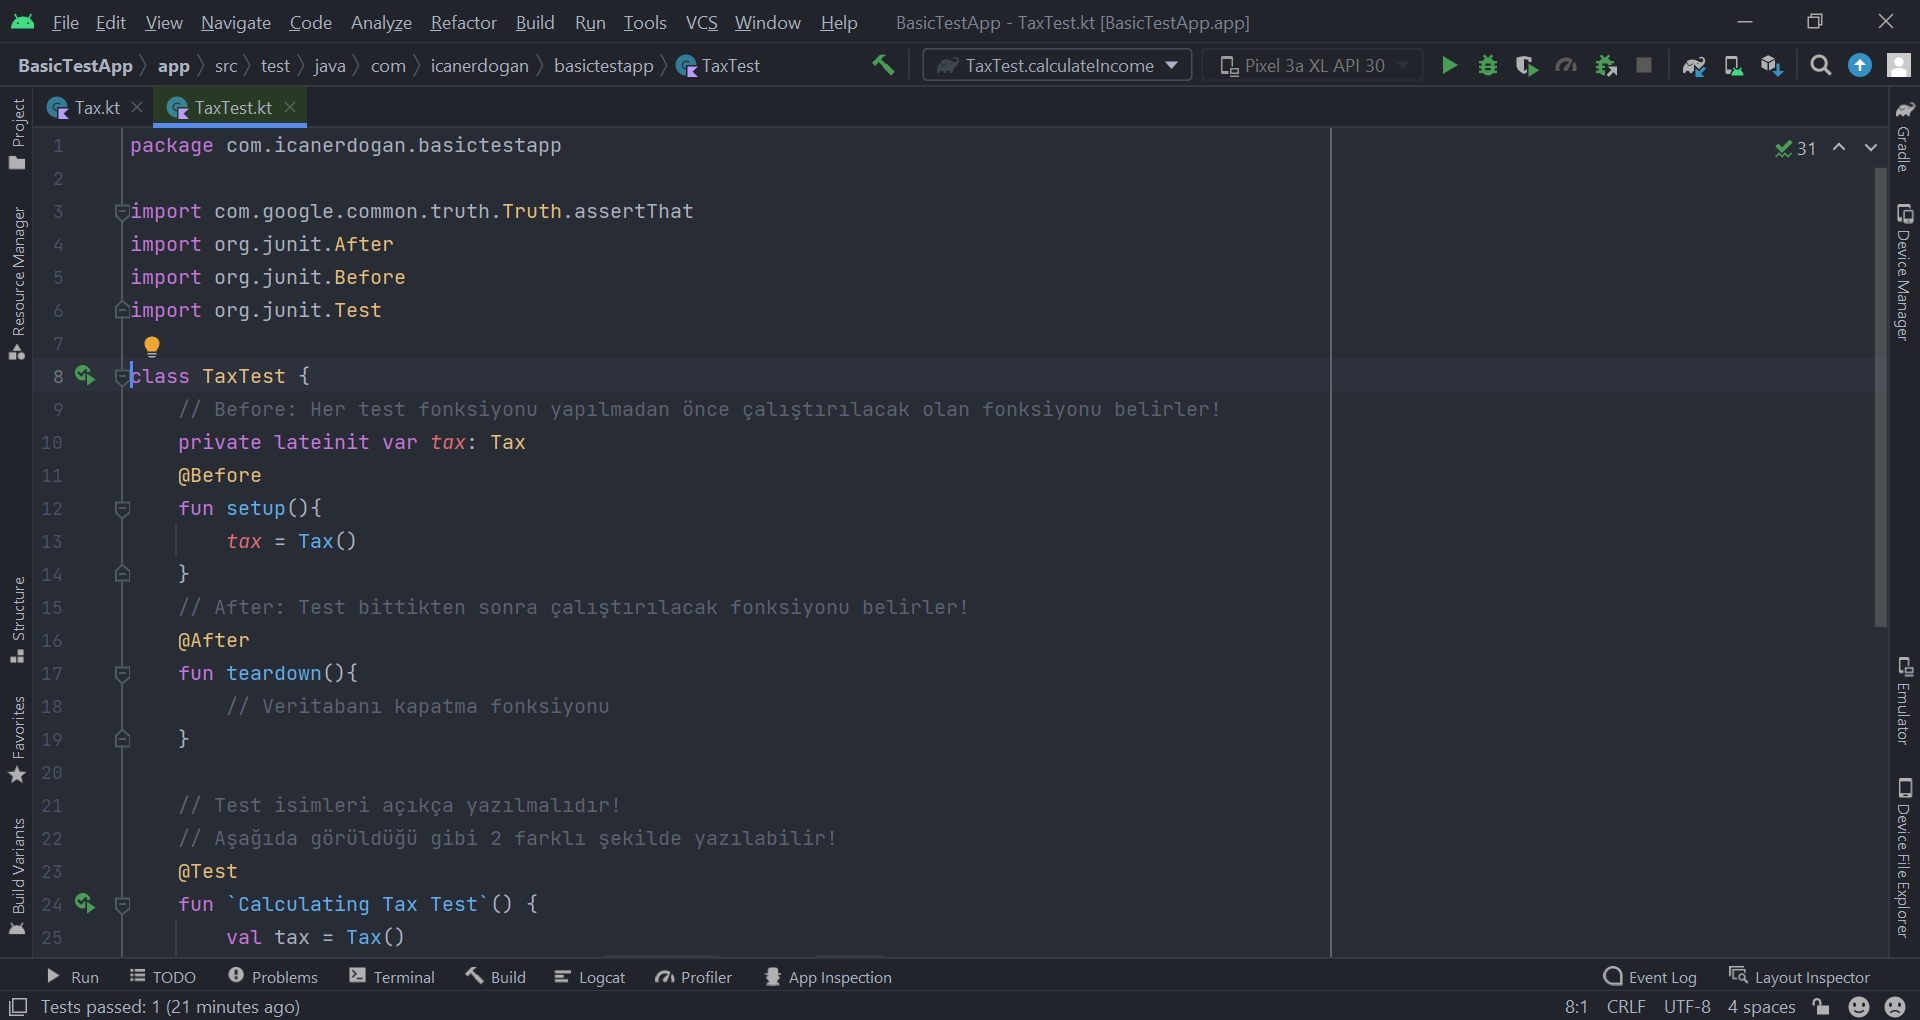 File Edit View Navigate Code Analyze Refactor Build Run Tools VCS Window Help BasicTestApp - TaxTest.kt [BasicTestApp.app]
BasicTestApp app src test java com icanerdogan basictestapp TaxTest TaxTest.calculateIncome Pixel 3a XL API 30
Tax.kt TaxTest.kt
31
1 package com.icanerdogan.basictestapp
2
3 import com.google.common.truth.Truth.assertThat
4 import org.junit.After
5 import org.junit.Before
6 import org.junit.Test
7
8 class TaxTest {
9 // Before: Her test fonksiyonu yapılmadan önce çalıştırılacak olan fonksiyonu belirler!
10 private lateinit var tax: Tax
11 @Before
12 fun setup(){
13 tax = Tax()
14 }
15 // After: Test bittikten sonra çalıştırılacak fonksiyonu belirler!
16 @After
17 fun teardown(){
18 // Veritabanı kapatma fonksiyonu
19 }
20
21 // Test isimleri açıkça yazılmalıdır!
22 // Aşağıda görüldüğü gibi 2 farklı şekilde yazılabilir!
23 @Test
24 fun `Calculating Tax Test`() {
25 val tax = Tax()
Project
Resource Manager
Structure
Favorites
Build Variants
Gradle
Device Manager
Emulator
Device File Explorer
Run TODO Problems Terminal Build Logcat Profiler App Inspection Event Log Layout Inspector
Tests passed: 1 (21 minutes ago) 8:1 CRLF UTF-8 4 spaces